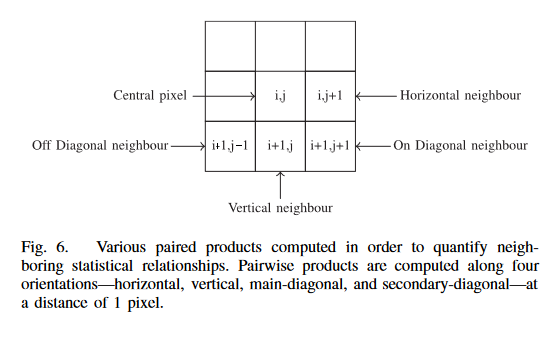 Central pixel
i,j
i,j+1
Horizontal neighbour
Off Diagonal neighbour
i+1,j−1
i+1,j
i+1,j+1
On Diagonal neighbour
Vertical neighbour
Fig. 6. Various paired products computed in order to quantify neigh-
boring statistical relationships. Pairwise products are computed along four
orientations—horizontal, vertical, main-diagonal, and secondary-diagonal—at
a distance of 1 pixel.